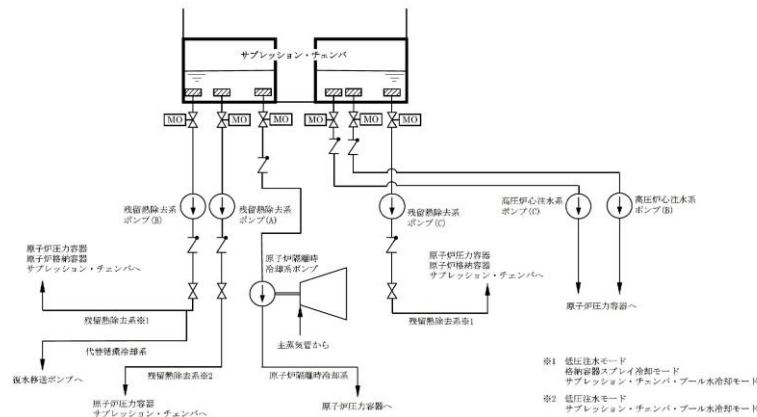 サプレッション・チェンバ
MO
MO
MO
MO
MO
MO
残留熱除去系
ポンプ(B)
残留熱除去系
ポンプ(A)
残留熱除去系
ポンプ(C)
高圧炉心注水系
ポンプ(C)
高圧炉心注水系
ポンプ(B)
原子炉圧力容器
原子炉格納容器
サプレッション・チェンバへ
原子炉隔離時
冷却系ポンプ
原子炉圧力容器
原子炉格納容器
サプレッション・チェンバへ
原子炉圧力容器へ
残留熱除去系※1
残留熱除去系※1
代替循環冷却系
主蒸気管から
復水移送ポンプへ
残留熱除去系※2
原子炉隔離時冷却系
原子炉圧力容器
サプレッション・チェンバへ
原子炉圧力容器へ
※1 低圧注水モード
格納容器スプレイ冷却モード
サプレッション・チェンバ・プール水冷却モード
※2 低圧注水モード
サプレッション・チェンバ・プール水冷却モード